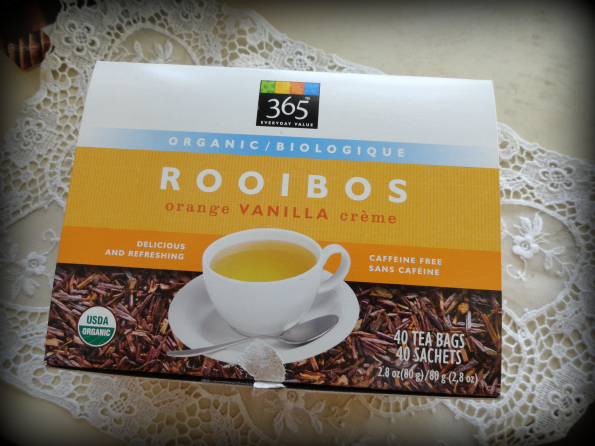 365
EVERYDAY VALUE
ORGANIC/BIOLOGIQUE
ROOIBOS
orange VANILLA crème
DELICIOUS
AND REFRESHING
CAFFEINE FREE
SANS CAFÉINE
USDA
ORGANIC
40 TEA BAGS
40 SACHETS
2.8 oz(80 g)/80 g (2,8 oz)